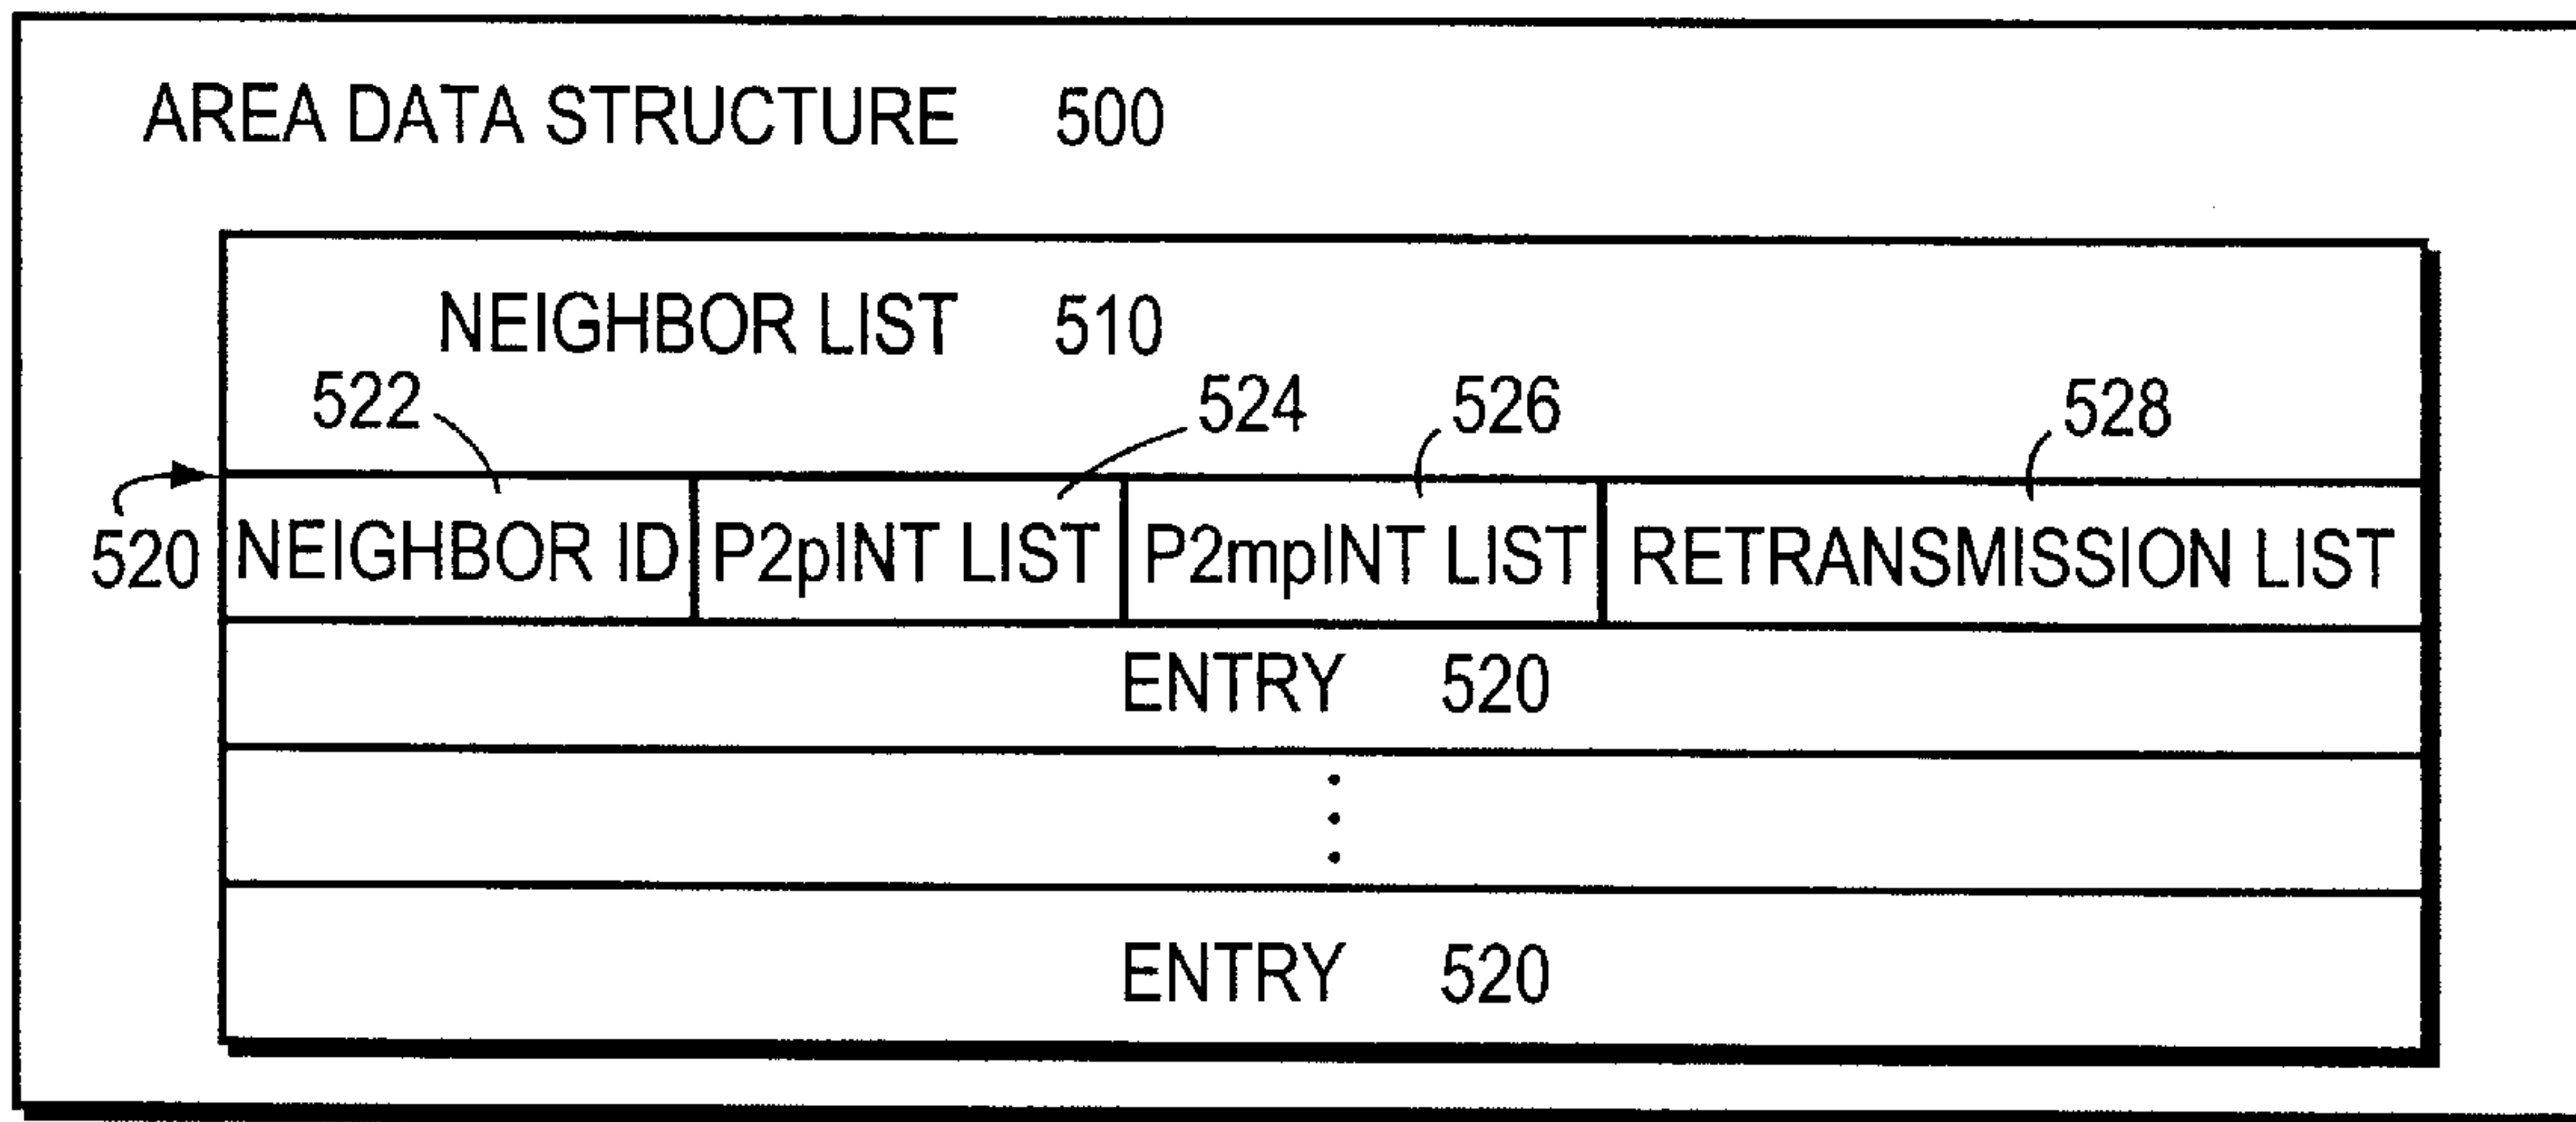 AREA DATA STRUCTURE 500
NEIGHBOR LIST 510
522 524 526 528
520 NEIGHBOR ID P2pINT LIST P2mpINT LIST RETRANSMISSION LIST
ENTRY 520
ENTRY 520